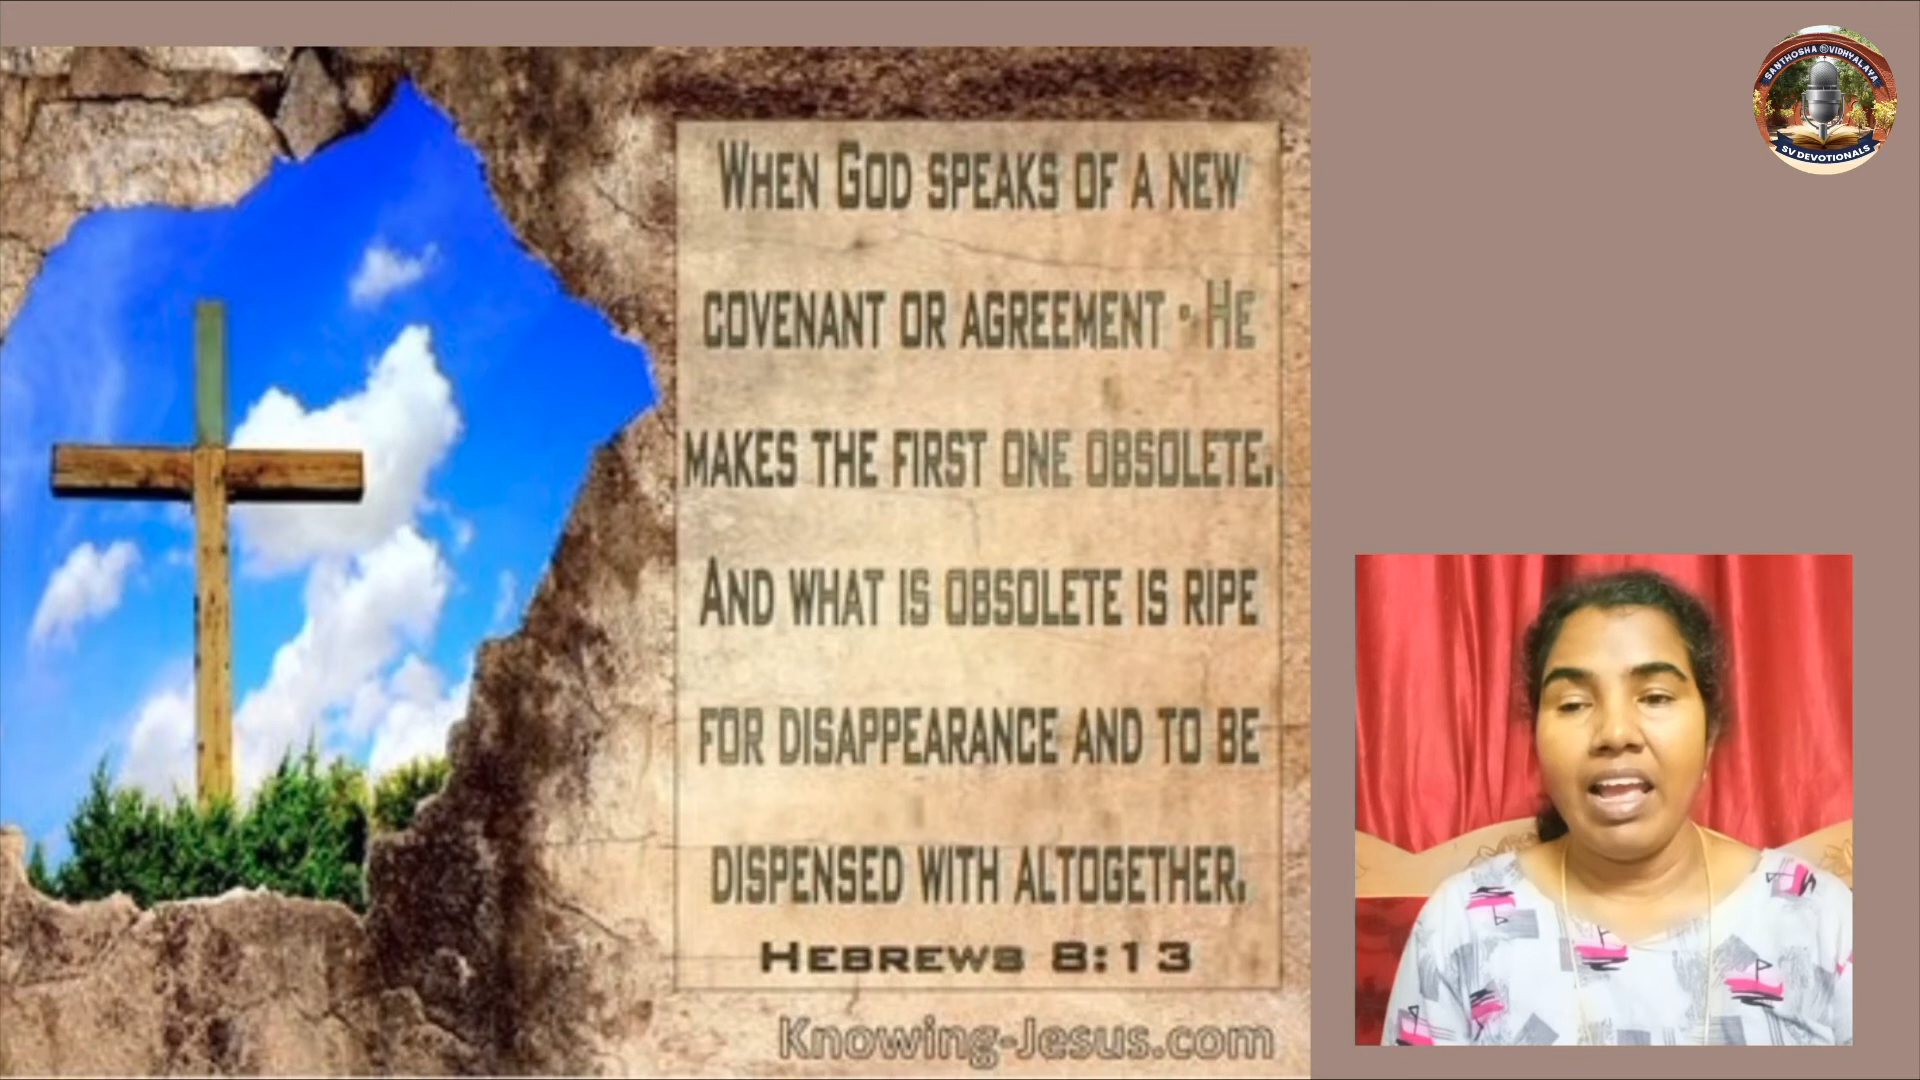 WHEN GOD SPEAKS OF A NEW
COVENANT OR AGREEMENT • HE
MAKES THE FIRST ONE OBSOLETE.
AND WHAT IS OBSOLETE IS RIPE
FOR DISAPPEARANCE AND TO BE
DISPENSED WITH ALTOGETHER.
HEBREWS 8:13
Knowing-Jesus.com
SANTHOSHA VIDHYALAYA
SV DEVOTIONALS